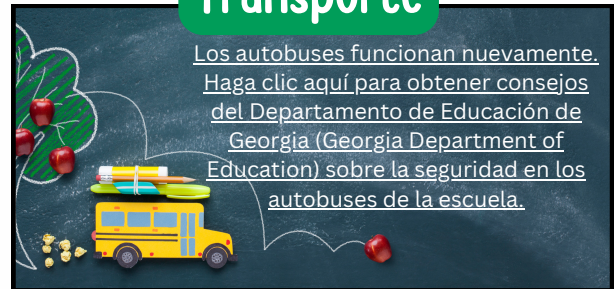 Transporte
Los autobuses funcionan nuevamente.
Haga clic aquí para obtener consejos
del Departamento de Educación de
Georgia (Georgia Department of
Education) sobre la seguridad en los
autobuses de la escuela.